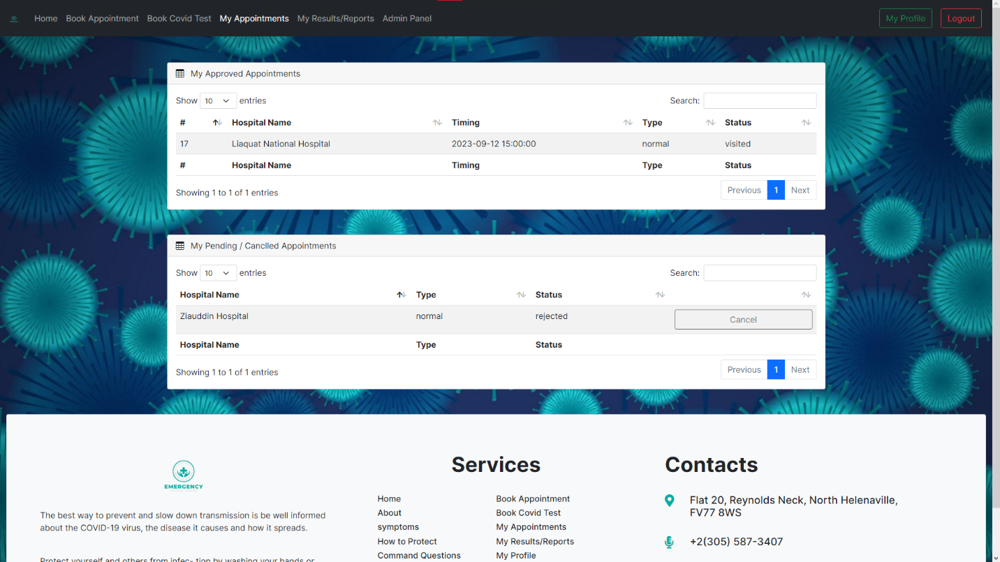 Home Book Appointment Book Covid Test My Appointments My Results/Reports Admin Panel My Profile Logout
My Approved Appointments
Show 10 entries Search:
# Hospital Name Timing Type Status
17 Liaquat National Hospital 2023-09-12 15:00:00 normal visited
# Hospital Name Timing Type Status
Showing 1 to 1 of 1 entries Previous 1 Next
My Pending / Canclled Appointments
Show 10 entries Search:
Hospital Name Type Status
Ziauddin Hospital normal rejected Cancel
Hospital Name Type Status
Showing 1 to 1 of 1 entries Previous 1 Next
EMERGENCY
The best way to prevent and slow down transmission is be well informed
about the COVID-19 virus, the disease it causes and how it spreads.
Protect yourself and others from infec- tion by washing your hands or
Services
Home Book Appointment
About Book Covid Test
symptoms My Appointments
How to Protect My Results/Reports
Command Questions My Profile
Contacts
Flat 20, Reynolds Neck, North Helenaville,
FV77 8WS
+2(305) 587-3407